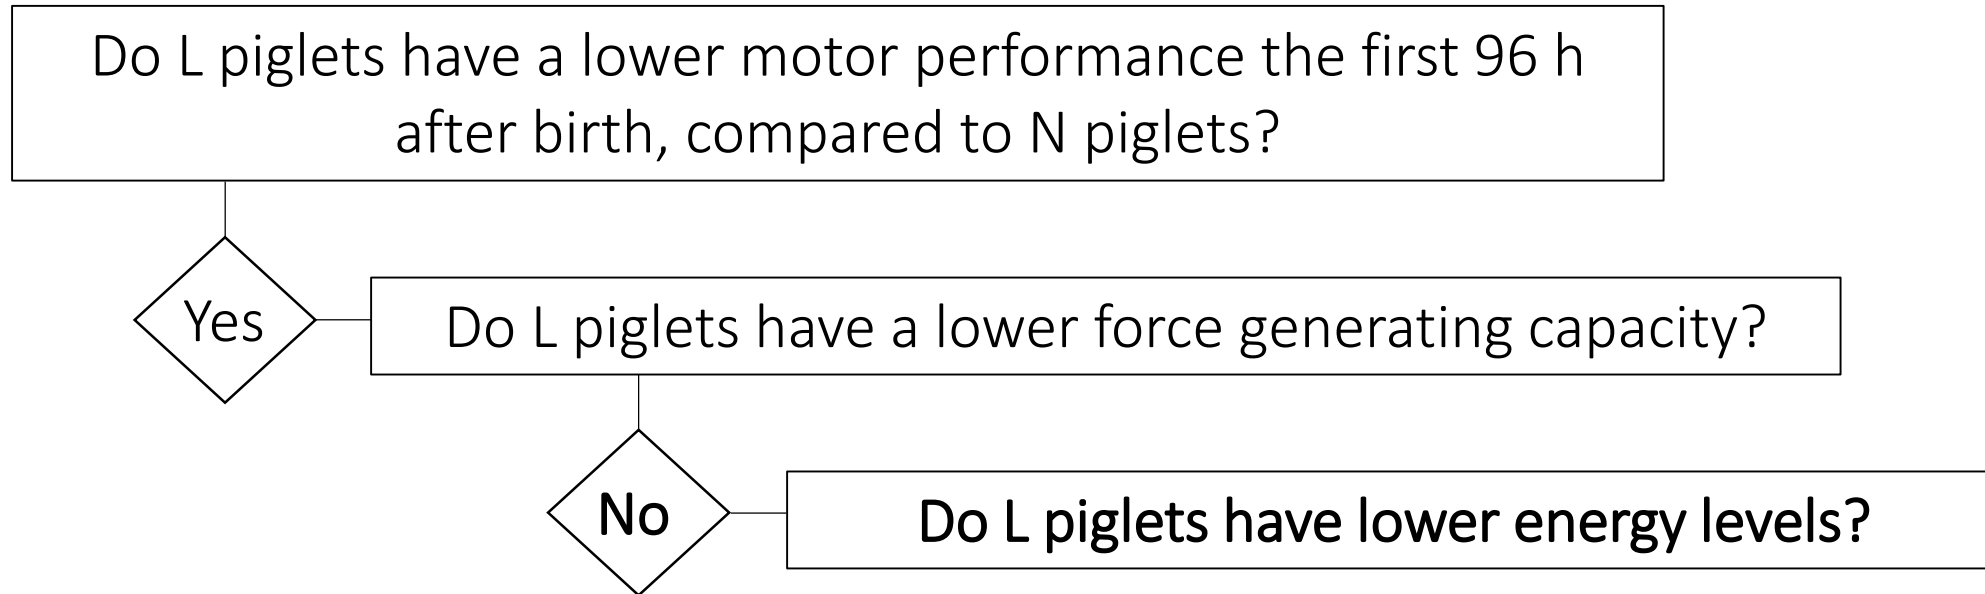 Do L piglets have a lower motor performance the first 96 h
after birth, compared to N piglets?
Yes
Do L piglets have a lower force generating capacity?
No
Do L piglets have lower energy levels?